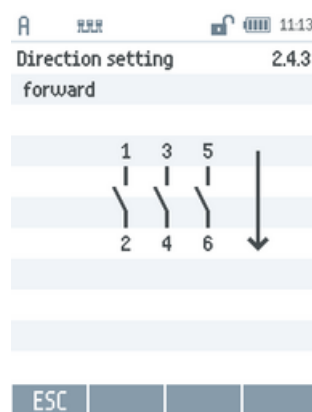 A 11:13
Direction setting 2.4.3
forward
1 3 5
2 4 6
ESC